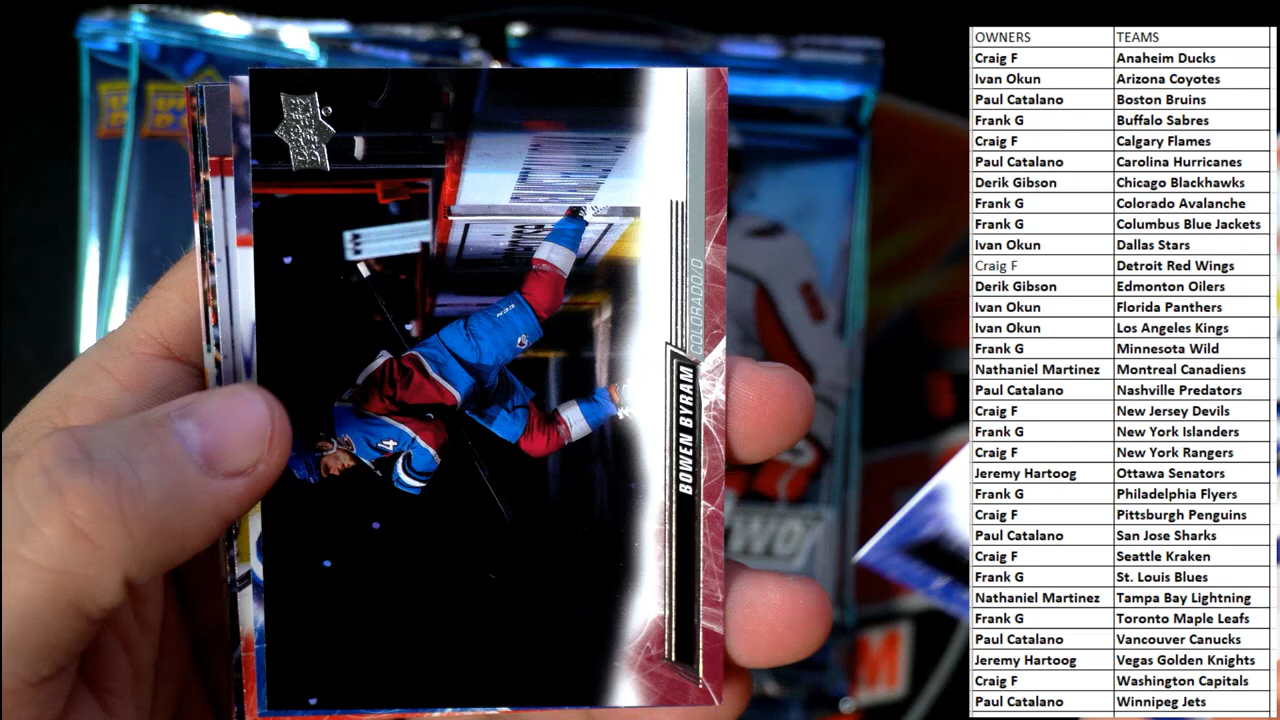 BOWEN BYRAM
COLORADO/D
4
TWO
OWNERS TEAMS
Craig F Anaheim Ducks
Ivan Okun Arizona Coyotes
Paul Catalano Boston Bruins
Frank G Buffalo Sabres
Craig F Calgary Flames
Paul Catalano Carolina Hurricanes
Derik Gibson Chicago Blackhawks
Frank G Colorado Avalanche
Frank G Columbus Blue Jackets
Ivan Okun Dallas Stars
Craig F Detroit Red Wings
Derik Gibson Edmonton Oilers
Ivan Okun Florida Panthers
Ivan Okun Los Angeles Kings
Frank G Minnesota Wild
Nathaniel Martinez Montreal Canadiens
Paul Catalano Nashville Predators
Craig F New Jersey Devils
Frank G New York Islanders
Craig F New York Rangers
Jeremy Hartoog Ottawa Senators
Frank G Philadelphia Flyers
Craig F Pittsburgh Penguins
Paul Catalano San Jose Sharks
Craig F Seattle Kraken
Frank G St. Louis Blues
Nathaniel Martinez Tampa Bay Lightning
Frank G Toronto Maple Leafs
Paul Catalano Vancouver Canucks
Jeremy Hartoog Vegas Golden Knights
Craig F Washington Capitals
Paul Catalano Winnipeg Jets